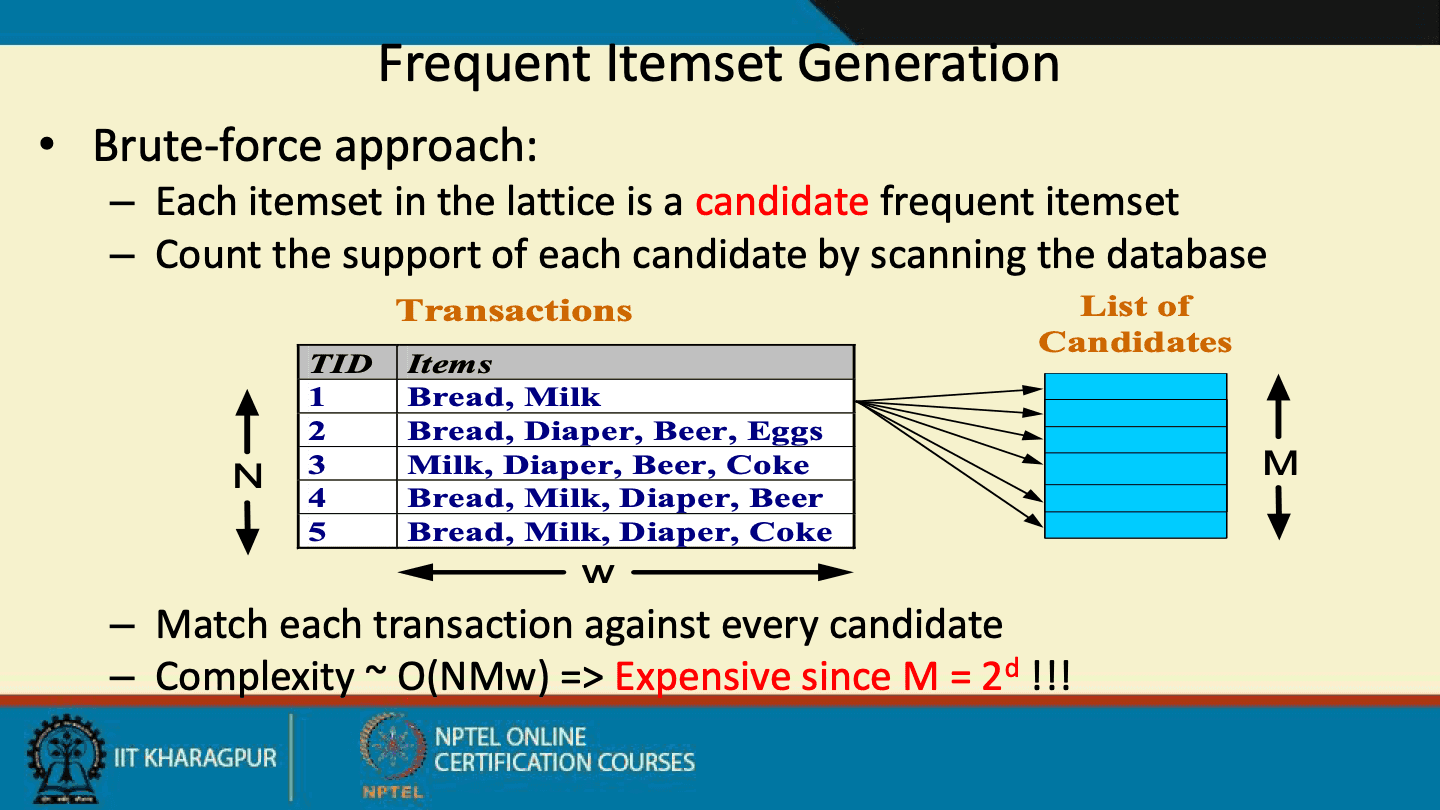 Frequent Itemset Generation
• Brute-force approach:
– Each itemset in the lattice is a candidate frequent itemset
– Count the support of each candidate by scanning the database
Transactions
List of
Candidates
TID Items
1 Bread, Milk
2 Bread, Diaper, Beer, Eggs
3 Milk, Diaper, Beer, Coke
4 Bread, Milk, Diaper, Beer
5 Bread, Milk, Diaper, Coke
N
M
w
– Match each transaction against every candidate
– Complexity ~ O(NMw) => Expensive since M = 2ᵈ !!!
IIT KHARAGPUR
NPTEL ONLINE
CERTIFICATION COURSES
NPTEL